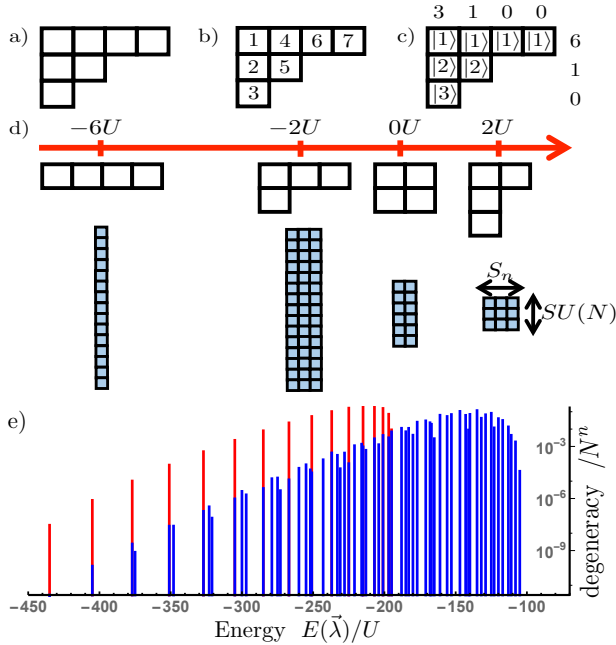 3 1 0 0
a) b) c)
1 4 6 7 |1⟩ |1⟩ |1⟩ |1⟩ 6
2 5 |2⟩ |2⟩ 1
3 |3⟩ 0
d) −6U −2U 0U 2U
S_n
SU(N)
e)
10^−3
10^−6
10^−9
degeneracy /N^n
−450 −400 −350 −300 −250 −200 −150 −100
Energy E(λ⃗)/U